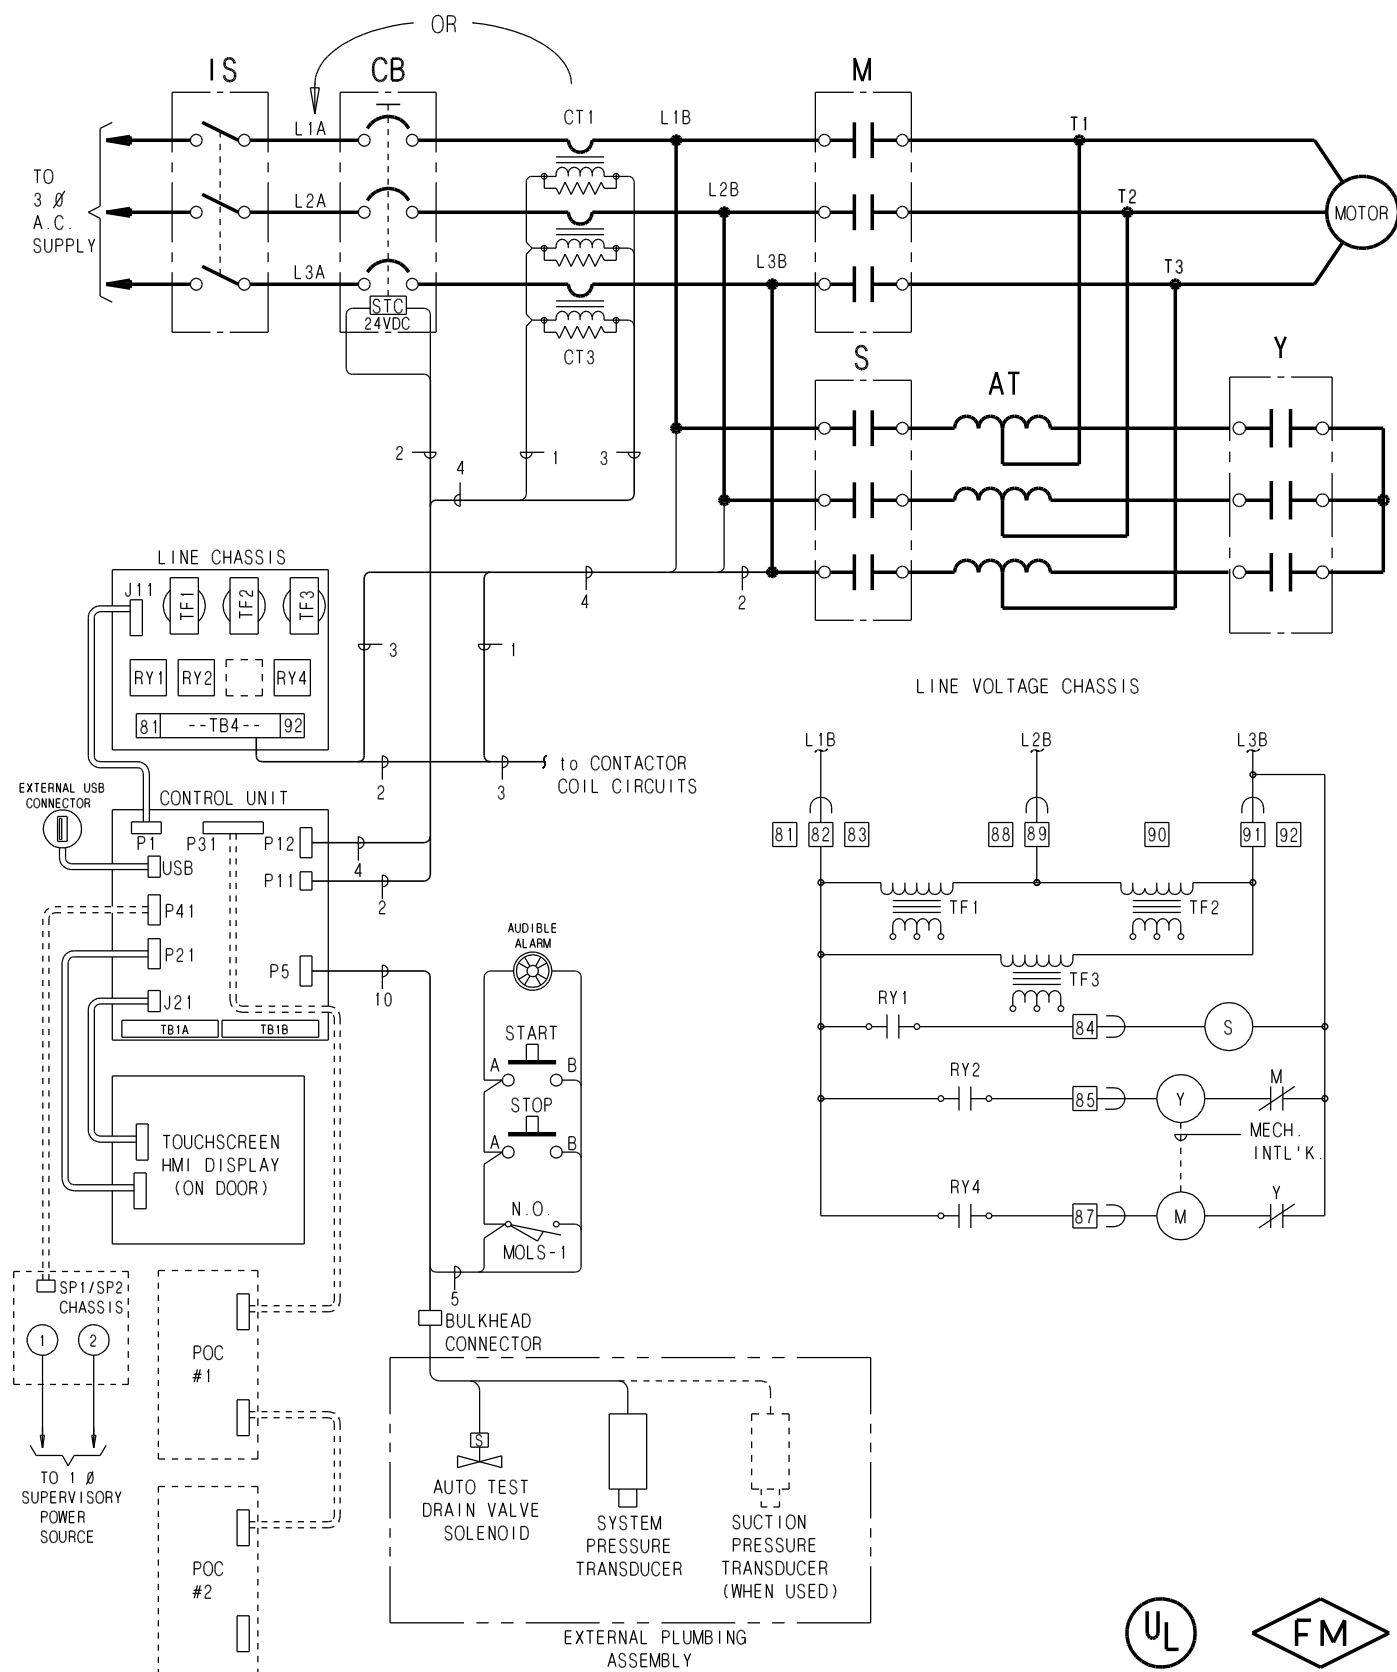 OR
IS
CB
M
CT1
L1B
T1
L1A
TO
3 Ø
A.C.
SUPPLY
L2A
L2B
T2
MOTOR
L3A
L3B
T3
STC
24VDC
CT3
S
AT
Y
2
4
1
3
LINE CHASSIS
J11
TF1
TF2
TF3
4
2
3
1
RY1
RY2
RY4
81
--TB4--
92
2
3
to CONTACTOR
COIL CIRCUITS
LINE VOLTAGE CHASSIS
L1B
L2B
L3B
81
82
83
88
89
90
91
92
TF1
TF2
TF3
RY1
84
S
RY2
85
Y
M
MECH.
INTL'K.
RY4
87
M
Y
EXTERNAL USB
CONNECTOR
CONTROL UNIT
P1
P31
P12
4
USB
P11
2
P41
P21
P5
10
J21
TB1A
TB1B
AUDIBLE
ALARM
START
A
B
STOP
A
B
N.O.
MOLS-1
5
TOUCHSCREEN
HMI DISPLAY
(ON DOOR)
SP1/SP2
CHASSIS
1
2
TO 1 Ø
SUPERVISORY
POWER
SOURCE
POC
#1
POC
#2
BULKHEAD
CONNECTOR
S
AUTO TEST
DRAIN VALVE
SOLENOID
SYSTEM
PRESSURE
TRANSDUCER
SUCTION
PRESSURE
TRANSDUCER
(WHEN USED)
EXTERNAL PLUMBING
ASSEMBLY
UL
FM